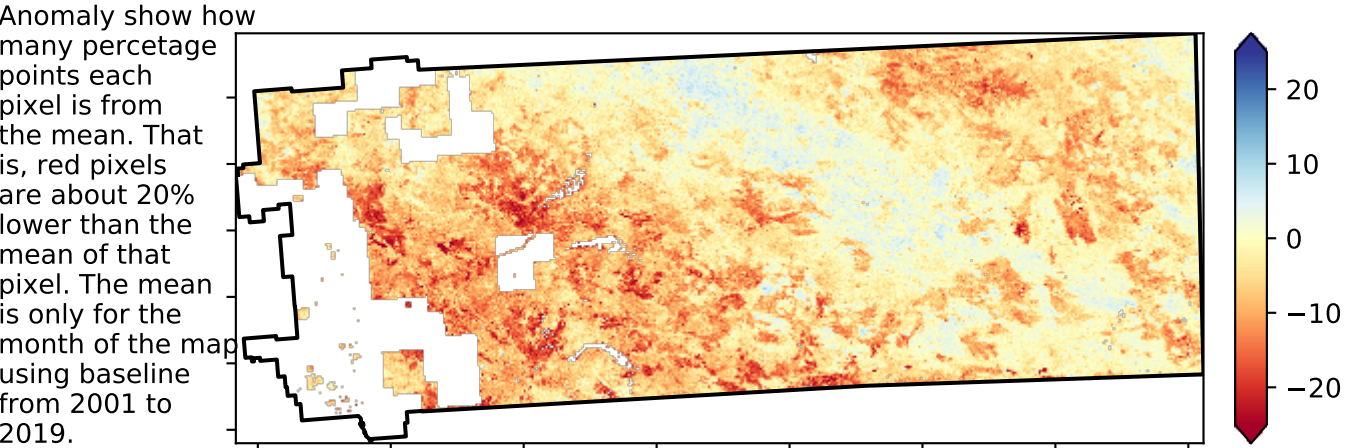 Anomaly show how
many percetage
points each
pixel is from
the mean. That
is, red pixels
are about 20%
lower than the
mean of that
pixel. The mean
is only for the
month of the map
using baseline
from 2001 to
2019.
20
10
0
−10
−20